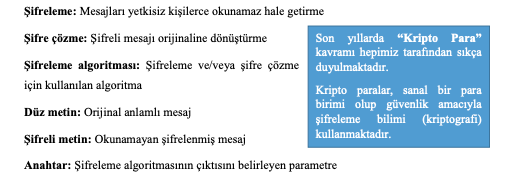 Şifreleme: Mesajları yetkisiz kişilerce okunamaz hale getirme
Şifre çözme: Şifreli mesajı orijinaline dönüştürme
Şifreleme algoritması: Şifreleme ve/veya şifre çözme
için kullanılan algoritma
Düz metin: Orijinal anlamlı mesaj
Şifreli metin: Okunamayan şifrelenmiş mesaj
Anahtar: Şifreleme algoritmasının çıktısını belirleyen parametre
Son yıllarda “Kripto Para”
kavramı hepimiz tarafından sıkça
duyulmaktadır.
Kripto paralar, sanal bir para
birimi olup güvenlik amacıyla
şifreleme bilimi (kriptografi)
kullanmaktadır.